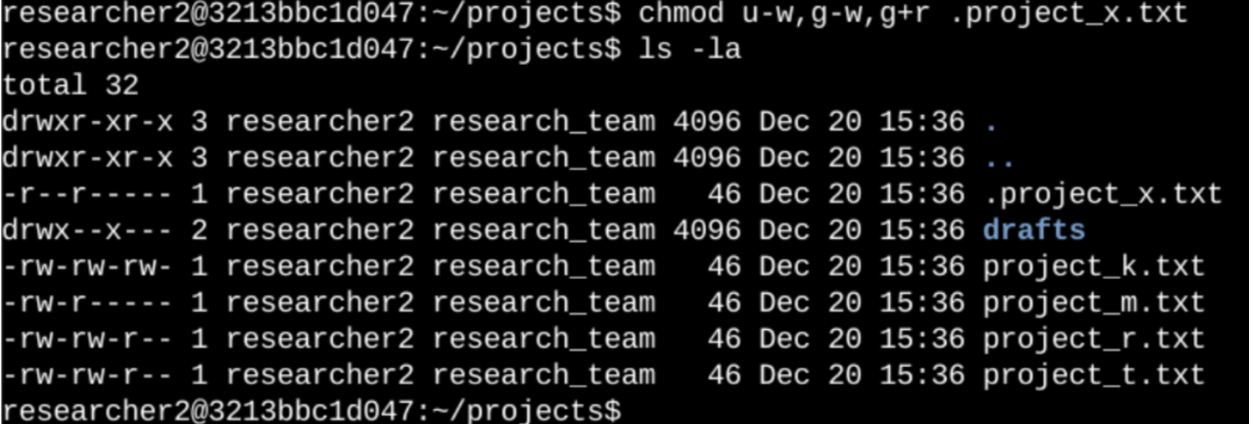 researcher2@3213bbc1d047:~/projects$ chmod u-w,g-w,g+r .project_x.txt
researcher2@3213bbc1d047:~/projects$ ls -la
total 32
drwxr-xr-x 3 researcher2 research_team 4096 Dec 20 15:36 .
drwxr-xr-x 3 researcher2 research_team 4096 Dec 20 15:36 ..
-r--r----- 1 researcher2 research_team   46 Dec 20 15:36 .project_x.txt
drwx--x--- 2 researcher2 research_team 4096 Dec 20 15:36 drafts
-rw-rw-rw- 1 researcher2 research_team   46 Dec 20 15:36 project_k.txt
-rw-r----- 1 researcher2 research_team   46 Dec 20 15:36 project_m.txt
-rw-rw-r-- 1 researcher2 research_team   46 Dec 20 15:36 project_r.txt
-rw-rw-r-- 1 researcher2 research_team   46 Dec 20 15:36 project_t.txt
researcher2@3213bbc1d047:~/projects$